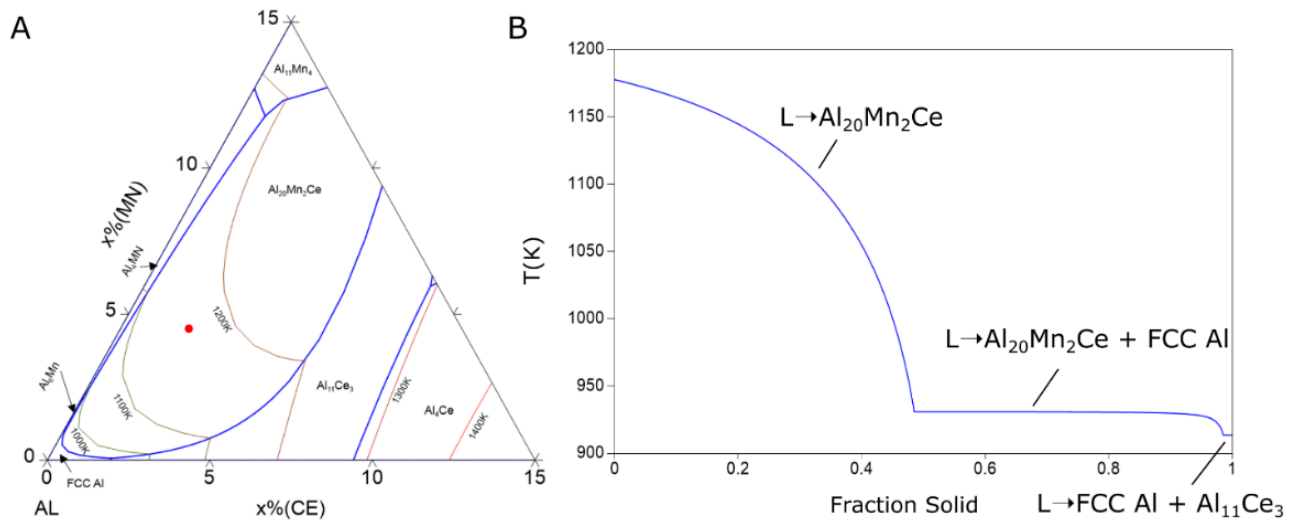 A
15
Al₁₁Mn₄
10
x%(MN)
Al₂₀Mn₂Ce
Al₄MN
5
1200K
Al₆Mn
1100K
Al₁₁Ce₃
1300K
Al₄Ce
1400K
1000K
0
0 5 10 15
FCC Al
AL
x%(CE)
B
1200
1150
1100
1050
1000
950
900
T(K)
L→Al₂₀Mn₂Ce
L→Al₂₀Mn₂Ce + FCC Al
0 0.2 0.4 0.6 0.8 1
Fraction Solid
L→FCC Al + Al₁₁Ce₃